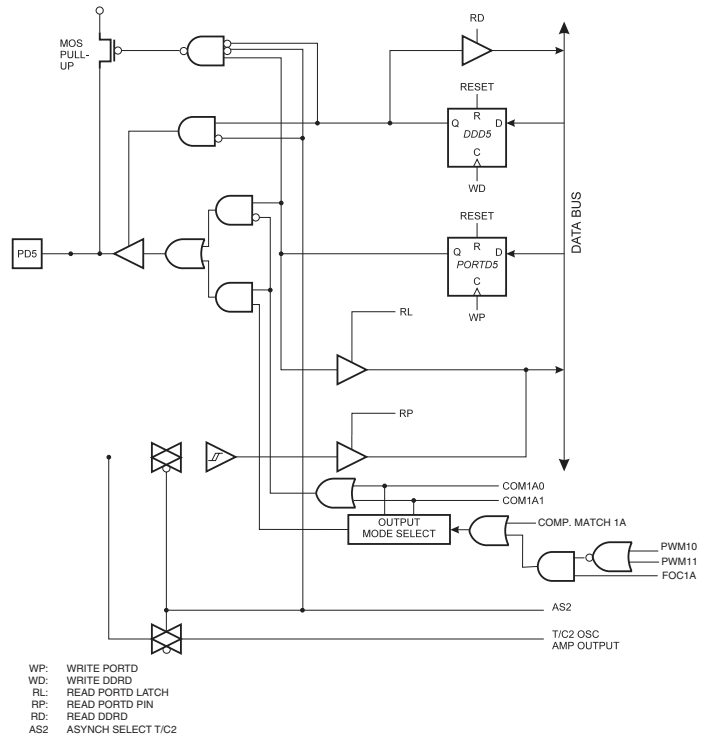 RD
MOS
PULL-
UP
RESET
R
Q
D
DDD5
C
WD
RESET
R
Q
D
PORTD5
C
WP
DATA BUS
PD5
RL
RP
COM1A0
COM1A1
OUTPUT
MODE SELECT
COMP. MATCH 1A
PWM10
PWM11
FOC1A
AS2
T/C2 OSC
AMP OUTPUT
WP: WRITE PORTD
WD: WRITE DDRD
RL: READ PORTD LATCH
RP: READ PORTD PIN
RD: READ DDRD
AS2 ASYNCH SELECT T/C2